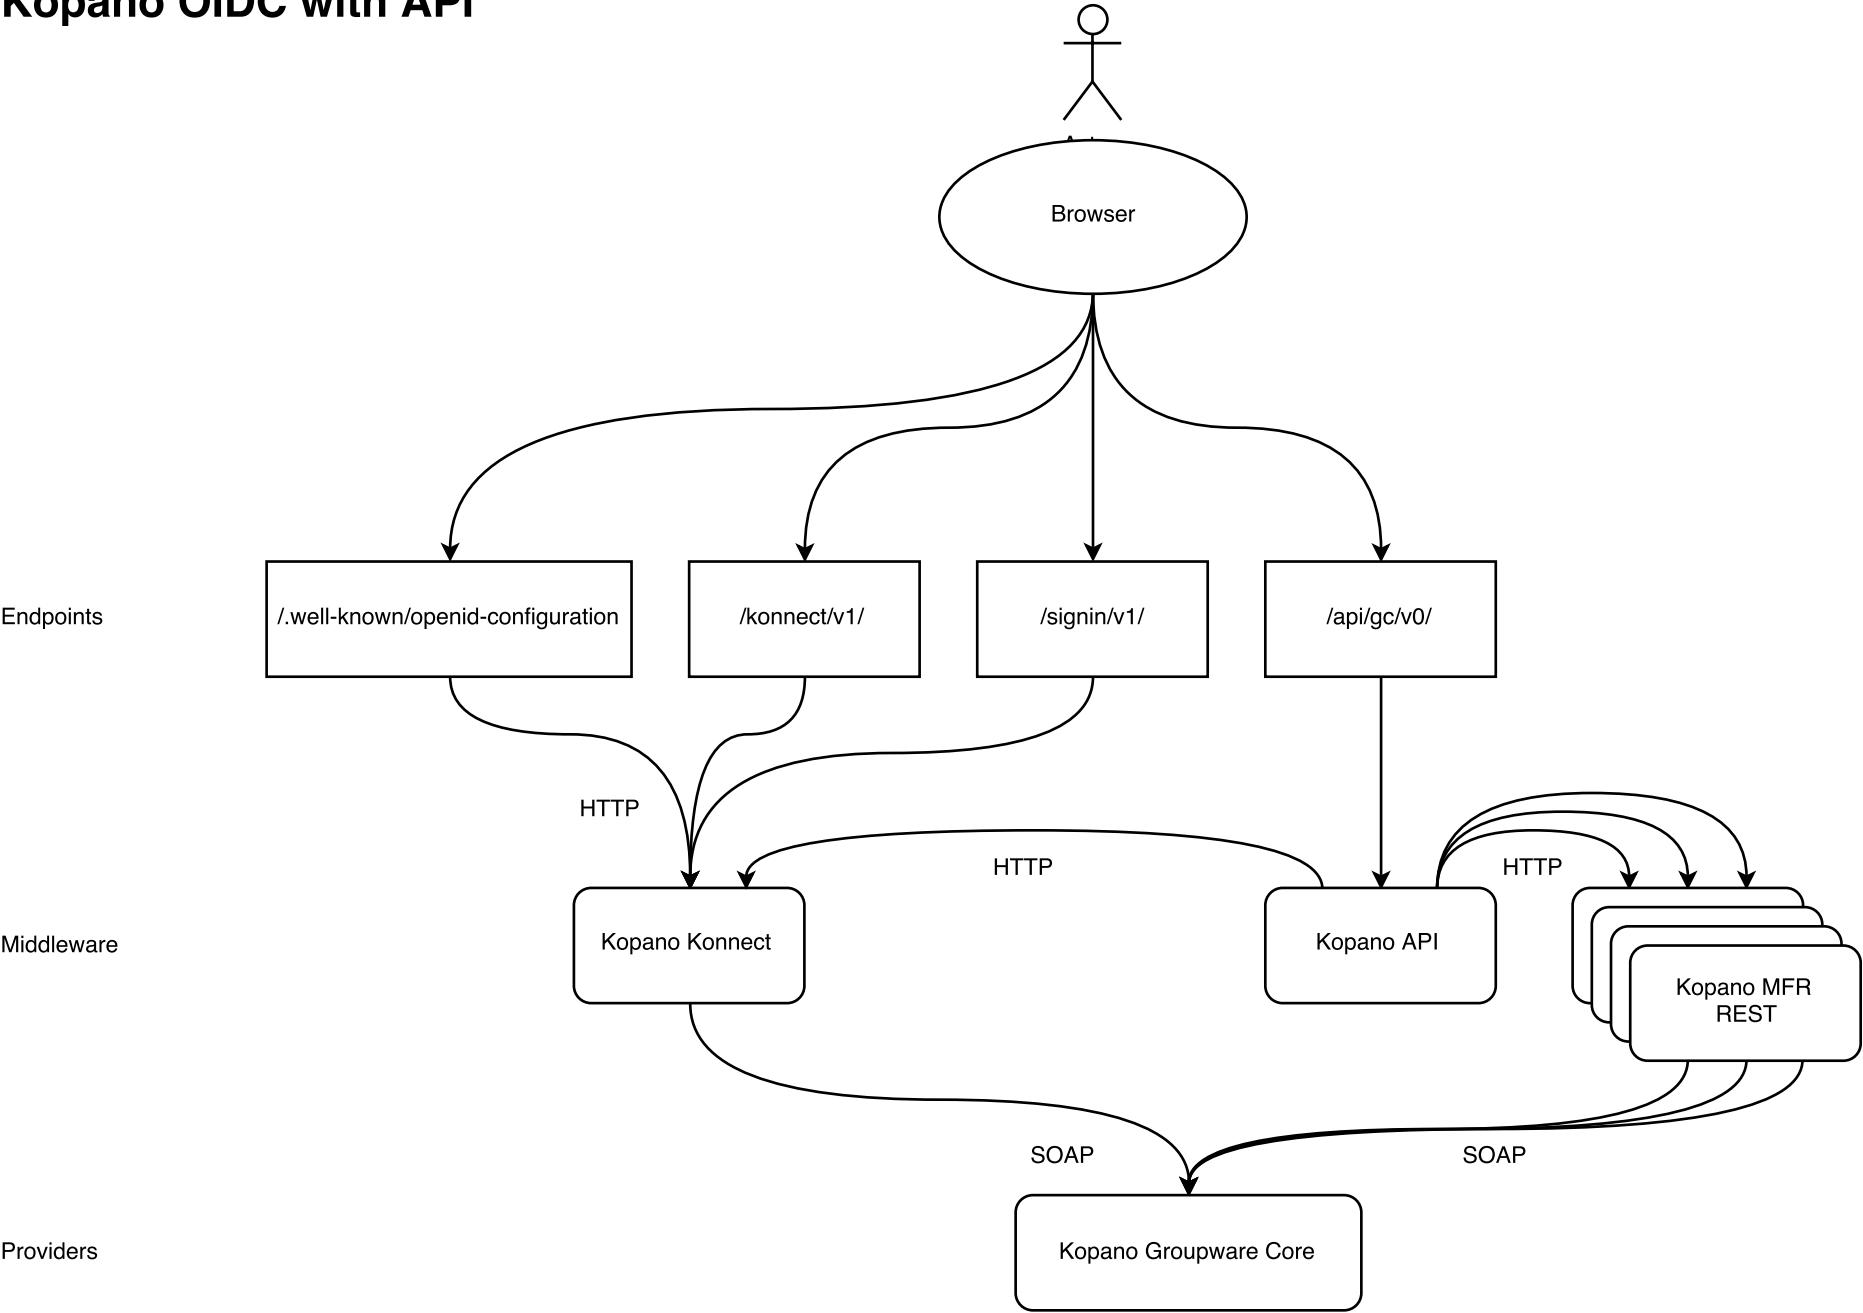 Kopano OIDC with API
Browser
Endpoints
/.well-known/openid-configuration
/konnect/v1/
/signin/v1/
/api/gc/v0/
HTTP
HTTP
HTTP
Middleware
Kopano Konnect
Kopano API
Kopano MFR
REST
SOAP
SOAP
Providers
Kopano Groupware Core